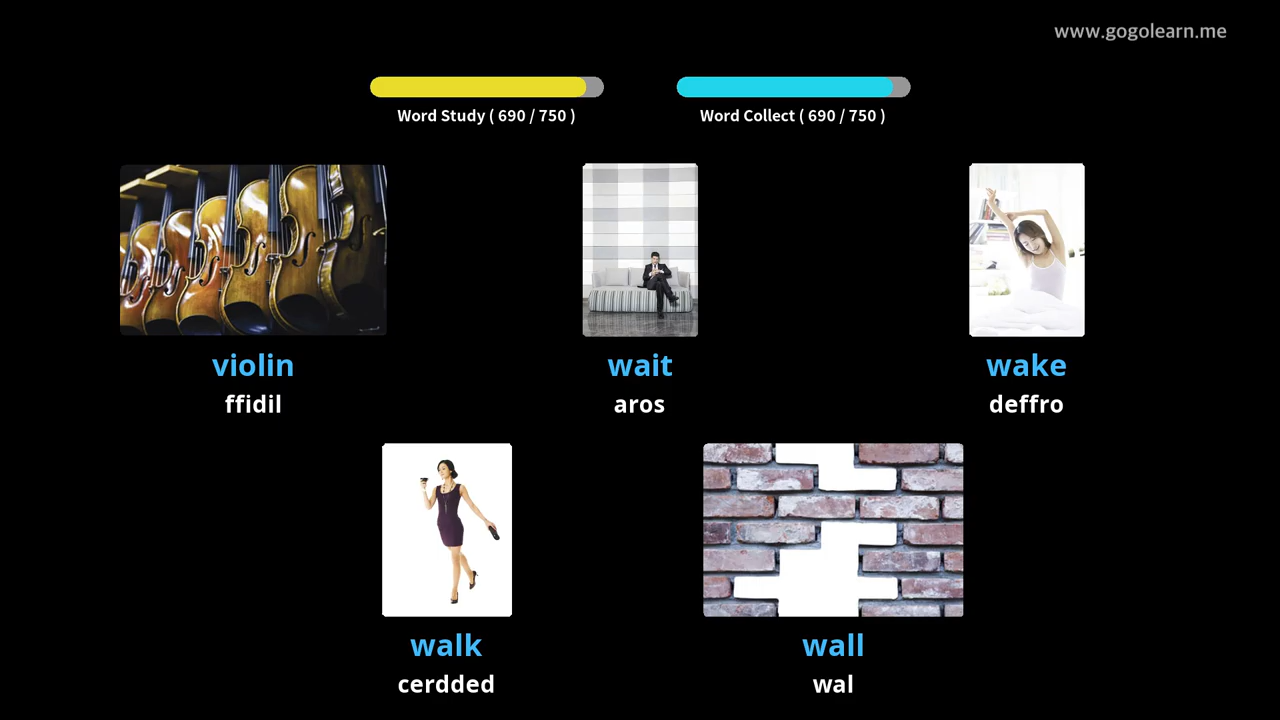 www.gogolearn.me
Word Study ( 690 / 750 )
Word Collect ( 690 / 750 )
violin
ffidil
wait
aros
wake
deffro
walk
cerdded
wall
wal